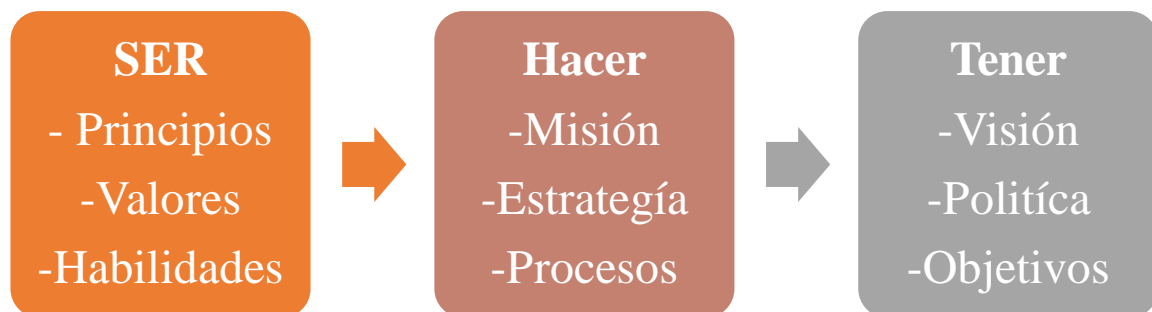 SER
- Principios
-Valores
-Habilidades
Hacer
-Misión
-Estrategía
-Procesos
Tener
-Visión
-Politíca
-Objetivos